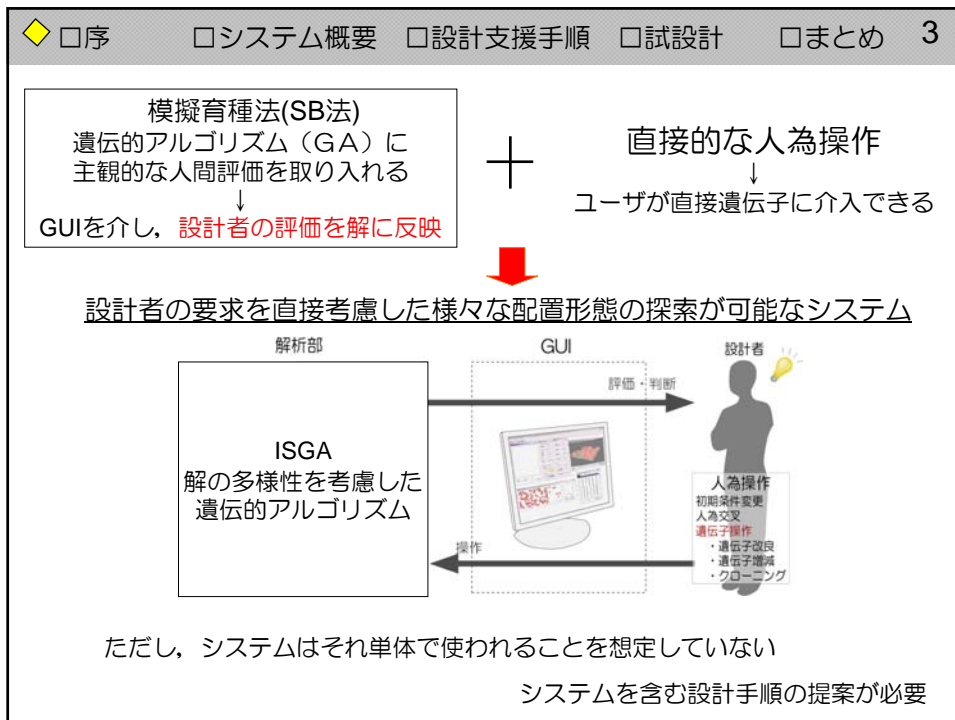 □序 □システム概要 □設計支援手順 □試設計 □まとめ 3
模擬育種法(SB法)
遺伝的アルゴリズム（ＧＡ）に
主観的な人間評価を取り入れる
↓
GUIを介し，設計者の評価を解に反映
＋
直接的な人為操作
↓
ユーザが直接遺伝子に介入できる
設計者の要求を直接考慮した様々な配置形態の探索が可能なシステム
解析部
GUI
設計者
評価・判断
ISGA
解の多様性を考慮した
遺伝的アルゴリズム
人為操作
初期条件変更
人為交叉
遺伝子操作
・遺伝子改良
・遺伝子増減
・クローニング
操作
ただし，システムはそれ単体で使われることを想定していない
システムを含む設計手順の提案が必要